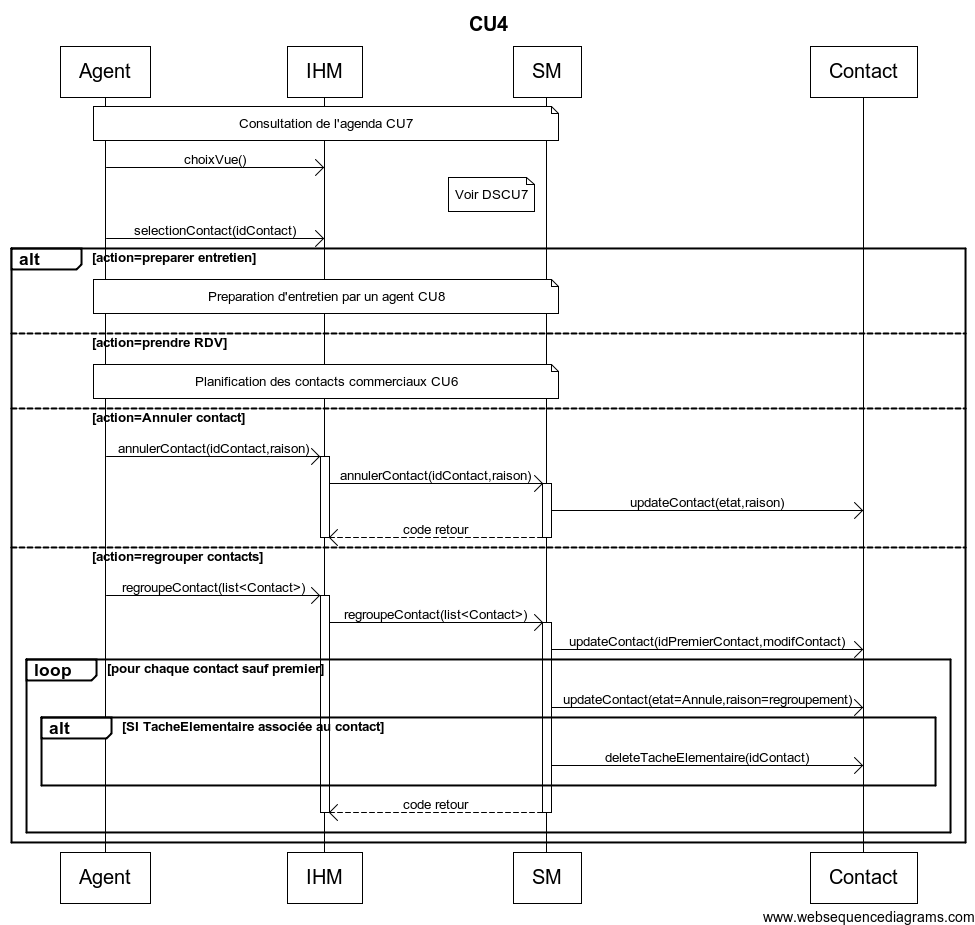 CU4
Agent
IHM
SM
Contact
Consultation de l'agenda CU7
choixVue()
Voir DSCU7
selectionContact(idContact)
alt
[action=preparer entretien]
Preparation d'entretien par un agent CU8
[action=prendre RDV]
Planification des contacts commerciaux CU6
[action=Annuler contact]
annulerContact(idContact,raison)
annulerContact(idContact,raison)
updateContact(etat,raison)
code retour
[action=regrouper contacts]
regroupeContact(list<Contact>)
regroupeContact(list<Contact>)
updateContact(idPremierContact,modifContact)
loop
[pour chaque contact sauf premier]
updateContact(etat=Annule,raison=regroupement)
alt
[SI TacheElementaire associée au contact]
deleteTacheElementaire(idContact)
code retour
Agent
IHM
SM
Contact
www.websequencediagrams.com